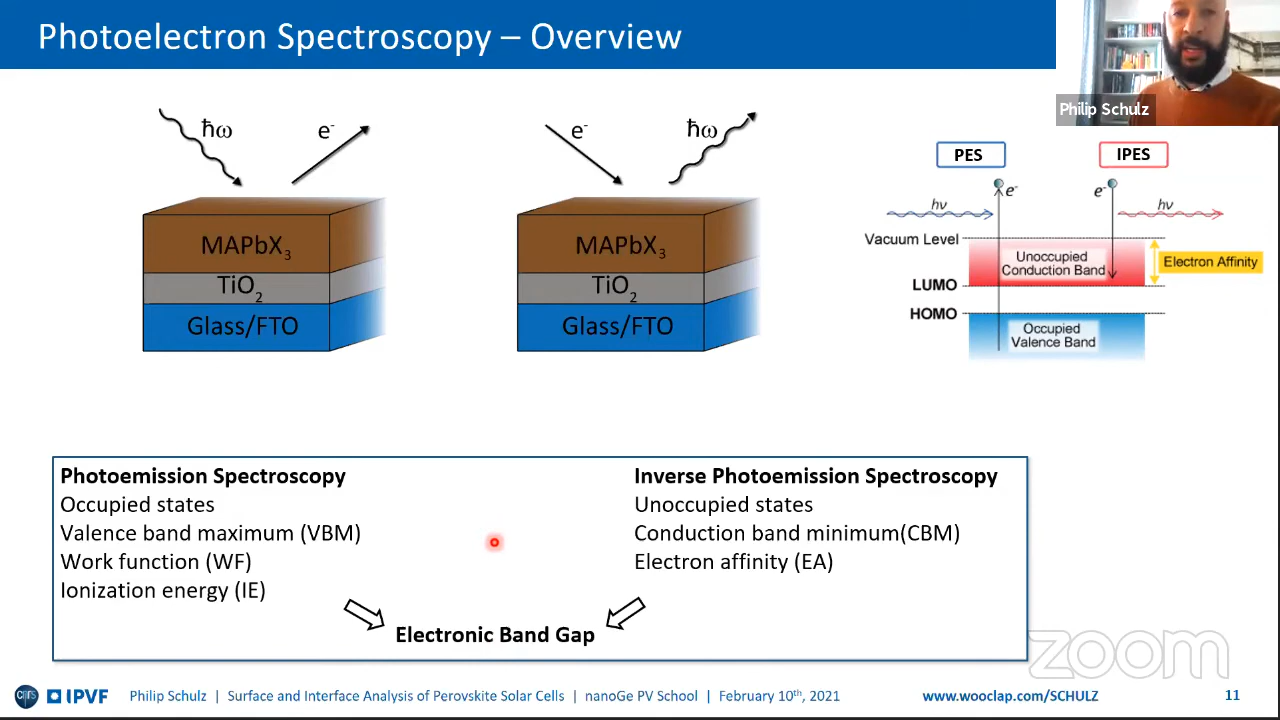 Photoelectron Spectroscopy – Overview
Philip Schulz
ħω
e-
MAPbX3
TiO2
Glass/FTO
e-
ħω
MAPbX3
TiO2
Glass/FTO
PES
IPES
e-
e-
hν
hν
Vacuum Level
Unoccupied
Conduction Band
Electron Affinity
LUMO
HOMO
Occupied
Valence Band
Photoemission Spectroscopy
Occupied states
Valence band maximum (VBM)
Work function (WF)
Ionization energy (IE)
Inverse Photoemission Spectroscopy
Unoccupied states
Conduction band minimum(CBM)
Electron affinity (EA)
Electronic Band Gap
zoom
cnrs
IPVF
Philip Schulz | Surface and Interface Analysis of Perovskite Solar Cells | nanoGe PV School | February 10th, 2021
www.wooclap.com/SCHULZ
11